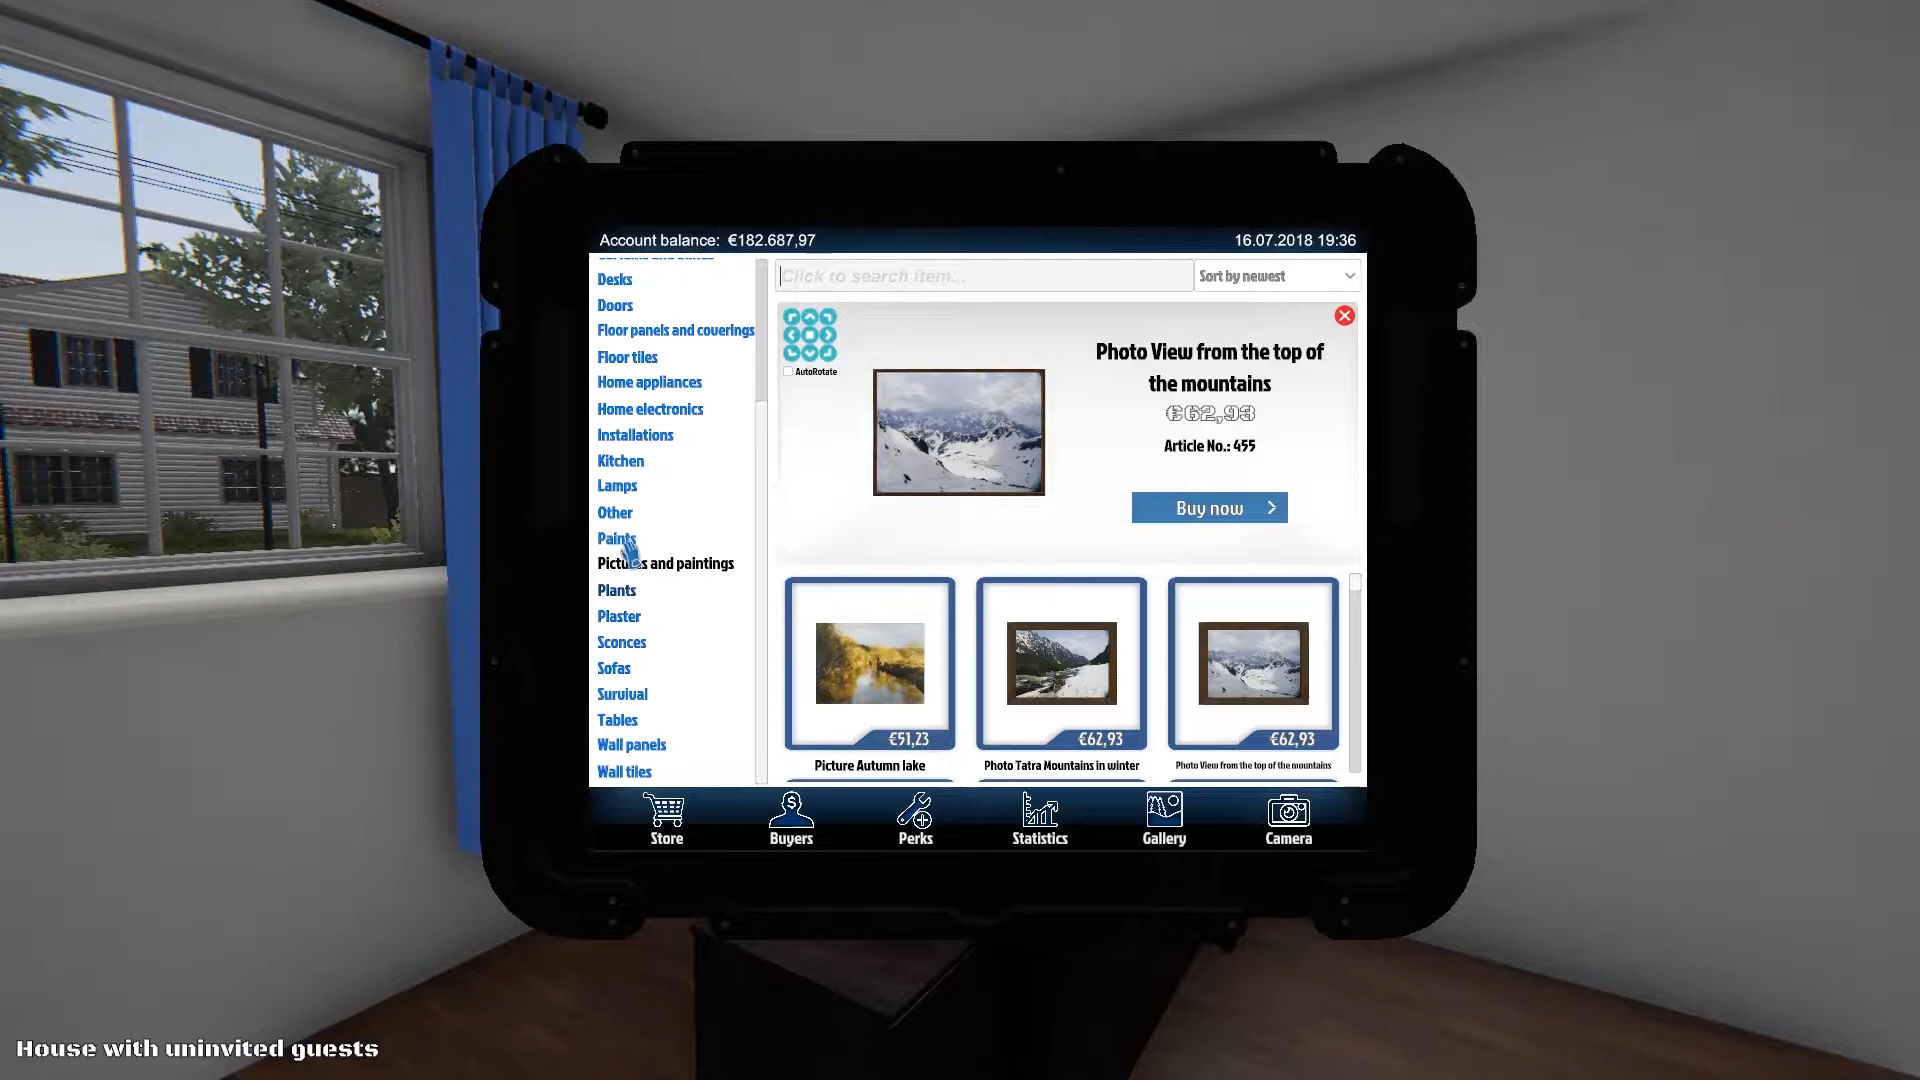 Account balance: €182.687,97
16.07.2018 19:36
Desks
Doors
Floor panels and coverings
Floor tiles
Home appliances
Home electronics
Installations
Kitchen
Lamps
Other
Paints
Pictures and paintings
Plants
Plaster
Sconces
Sofas
Survival
Tables
Wall panels
Wall tiles
Click to search item...
Sort by newest
AutoRotate
Photo View from the top of
the mountains
€62,93
Article No.: 455
Buy now
€51,23
€62,93
€62,93
Picture Autumn lake
Photo Tatra Mountains in winter
Photo View from the top of the mountains
Store
Buyers
Perks
Statistics
Gallery
Camera
House with uninvited guests